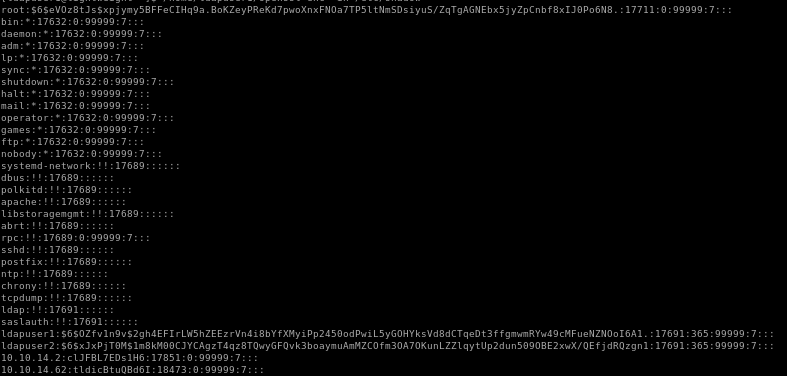 root:$6$eVOz8tJs$xpjymy5BFFeCIHq9a.BoKZeyPReKd7pwoXnxFNOa7TP5ltNmSDsiyuS/ZqTgAGNEbx5jyZpCnbf8xIJ0Po6N8.:17711:0:99999:7:::
bin:*:17632:0:99999:7:::
daemon:*:17632:0:99999:7:::
adm:*:17632:0:99999:7:::
lp:*:17632:0:99999:7:::
sync:*:17632:0:99999:7:::
shutdown:*:17632:0:99999:7:::
halt:*:17632:0:99999:7:::
mail:*:17632:0:99999:7:::
operator:*:17632:0:99999:7:::
games:*:17632:0:99999:7:::
ftp:*:17632:0:99999:7:::
nobody:*:17632:0:99999:7:::
systemd-network:!!:17689::::::
dbus:!!:17689::::::
polkitd:!!:17689::::::
apache:!!:17689::::::
libstoragemgmt:!!:17689::::::
abrt:!!:17689::::::
rpc:!!:17689:0:99999:7:::
sshd:!!:17689::::::
postfix:!!:17689::::::
ntp:!!:17689::::::
chrony:!!:17689::::::
tcpdump:!!:17689::::::
ldap:!!:17691::::::
saslauth:!!:17691::::::
ldapuser1:$6$OZfv1n9v$2gh4EFIrLW5hZEEzrVn4i8bYfXMyiPp2450odPwiL5yGOHYksVd8dCTqeDt3ffgmwmRYw49cMFueNZNOoI6A1.:17691:365:99999:7:::
ldapuser2:$6$xJxPjT0M$1m8kM00CJYCAgzT4qz8TQwyGFQvk3boaymuAmMZCOfm3OA7OKunLZZlqytUp2dun509OBE2xwX/QEfjdRQzgn1:17691:365:99999:7:::
10.10.14.2:clJFBL7EDs1H6:17851:0:99999:7:::
10.10.14.62:tldicBtuQBd6I:18473:0:99999:7:::